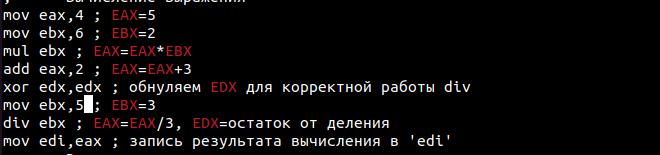 ; Вычисление выражения
mov eax,4 ; EAX=5
mov ebx,6 ; EBX=2
mul ebx ; EAX=EAX*EBX
add eax,2 ; EAX=EAX+3
xor edx,edx ; обнуляем EDX для корректной работы div
mov ebx,5 ; EBX=3
div ebx ; EAX=EAX/3, EDX=остаток от деления
mov edi,eax ; запись результата вычисления в 'edi'